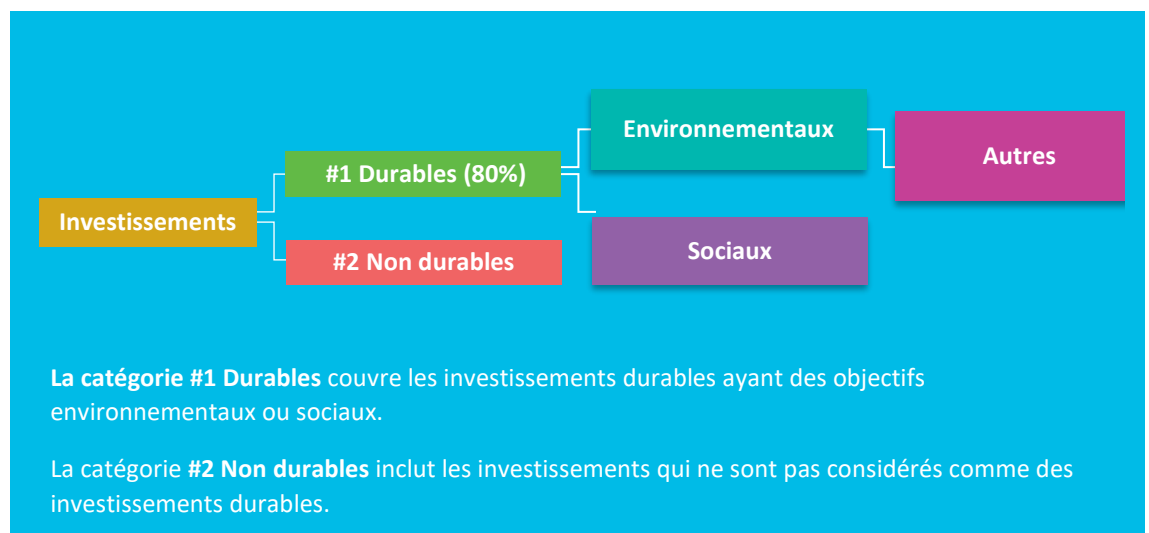 Environnementaux
Autres
#1 Durables (80%)
Investissements
Sociaux
#2 Non durables
La catégorie #1 Durables couvre les investissements durables ayant des objectifs
environnementaux ou sociaux.
La catégorie #2 Non durables inclut les investissements qui ne sont pas considérés comme des
investissements durables.